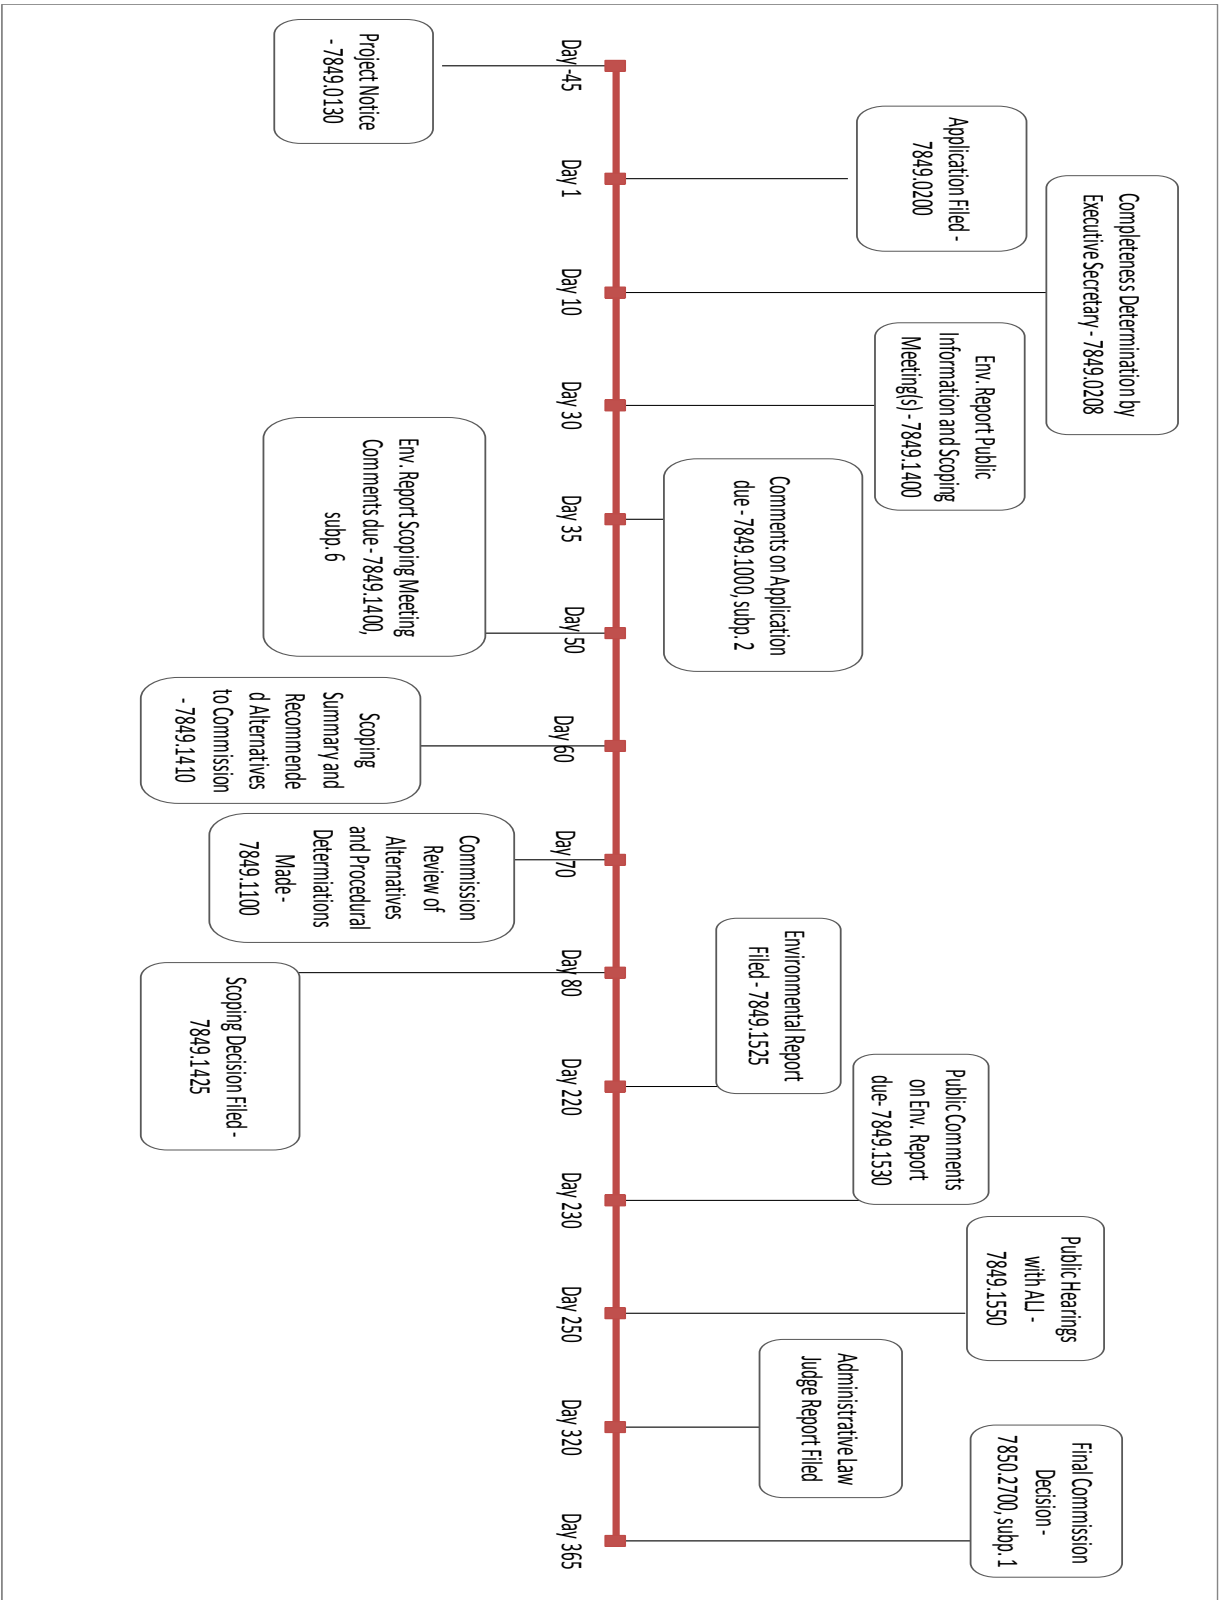 Completeness Determination by
Executive Secretary - 7849.0208
Application Filed -
7849.0200
Env. Report Public
Information and Scoping
Meeting(s) - 7849.1400
Comments on Application
due - 7849.1000, subp. 2
Environmental Report
Filed - 7849.1525
Public Comments
on Env. Report
due- 7849.1530
Public Hearings
with ALJ -
7849.1550
Administrative Law
Judge Report Filed
Final Commission
Decision -
7850.2700, subp. 1
Day -45
Day 1
Day 10
Day 30
Day 35
Day 50
Day 60
Day 70
Day 80
Day 220
Day 230
Day 250
Day 320
Day 365
Project Notice
- 7849.0130
Env. Report Scoping Meeting
Comments due - 7849.1400,
subp. 6
Scoping
Summary and
Recommende
d Alternatives
to Commission
- 7849.1410
Commission
Review of
Alternatives
and Procedural
Determiations
Made-
7849.1100
Scoping Decision Filed -
7849.1425